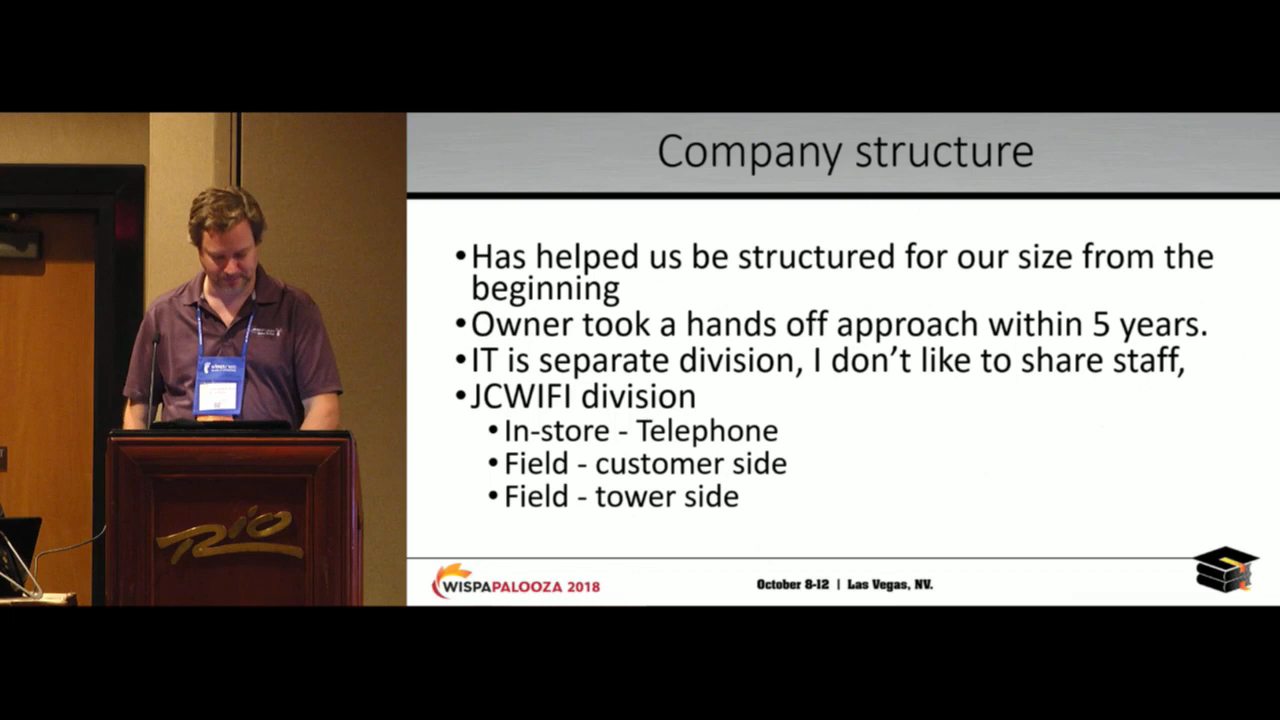 Company structure
•Has helped us be structured for our size from the
beginning
•Owner took a hands off approach within 5 years.
•IT is separate division, I don’t like to share staff,
•JCWIFI division
•In-store - Telephone
•Field - customer side
•Field - tower side
WISPAPALOOZA 2018
October 8-12 | Las Vegas, NV.
Rio